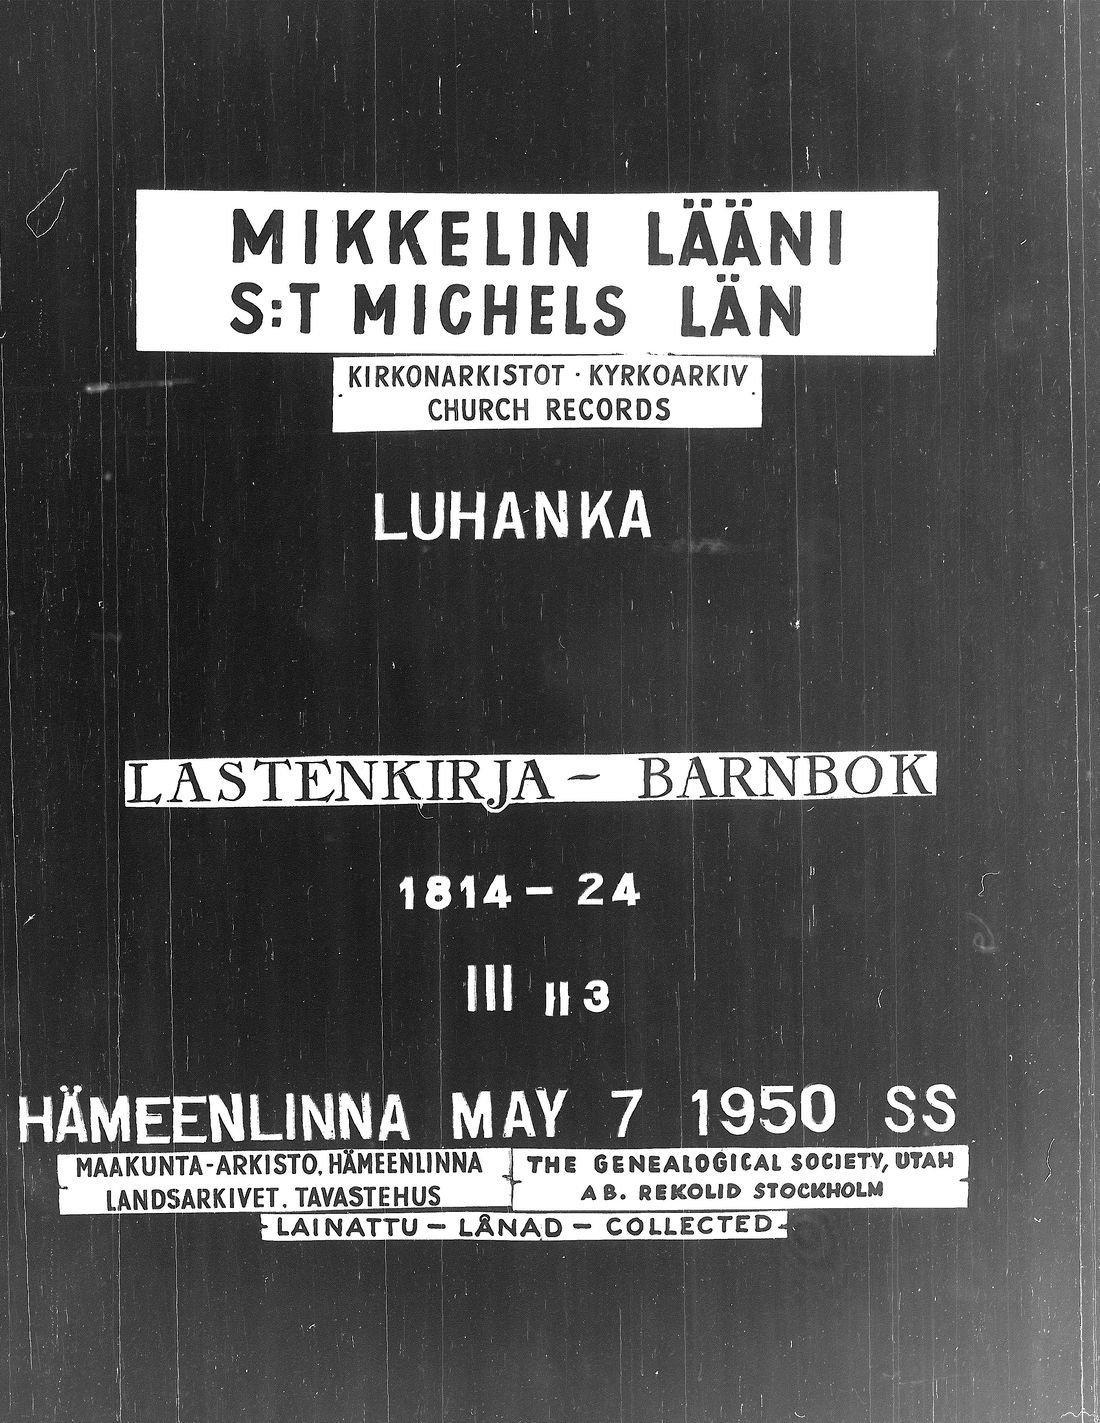 MIKKELIN LÄÄNI
S:T MICHELS LÄN
KIRKONARKISTOT · KYRKOARKIV
CHURCH RECORDS
LUHANKA
LASTENKIRJA – BARNBOK
1814 – 24
III II 3
HÄMEENLINNA MAY 7 1950 SS
MAAKUNTA-ARKISTO, HÄMEENLINNA
LANDSARKIVET, TAVASTEHUS
THE GENEALOGICAL SOCIETY, UTAH
AB. REKOLID STOCKHOLM
LAINATTU – LÅNAD – COLLECTED